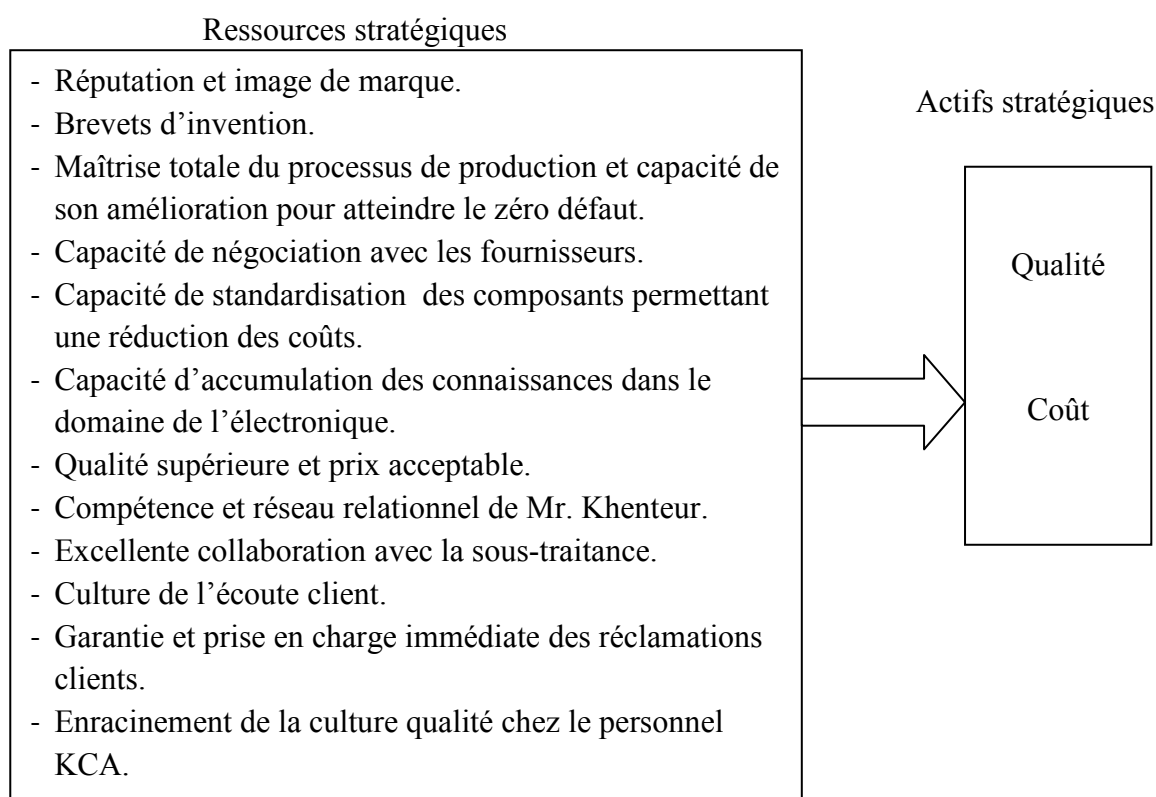 Ressources stratégiques
- Réputation et image de marque.
- Brevets d’invention.
- Maîtrise totale du processus de production et capacité de
son amélioration pour atteindre le zéro défaut.
- Capacité de négociation avec les fournisseurs.
- Capacité de standardisation des composants permettant
une réduction des coûts.
- Capacité d’accumulation des connaissances dans le
domaine de l’électronique.
- Qualité supérieure et prix acceptable.
- Compétence et réseau relationnel de Mr. Khenteur.
- Excellente collaboration avec la sous-traitance.
- Culture de l’écoute client.
- Garantie et prise en charge immédiate des réclamations
clients.
- Enracinement de la culture qualité chez le personnel
KCA.
Actifs stratégiques
Qualité
Coût